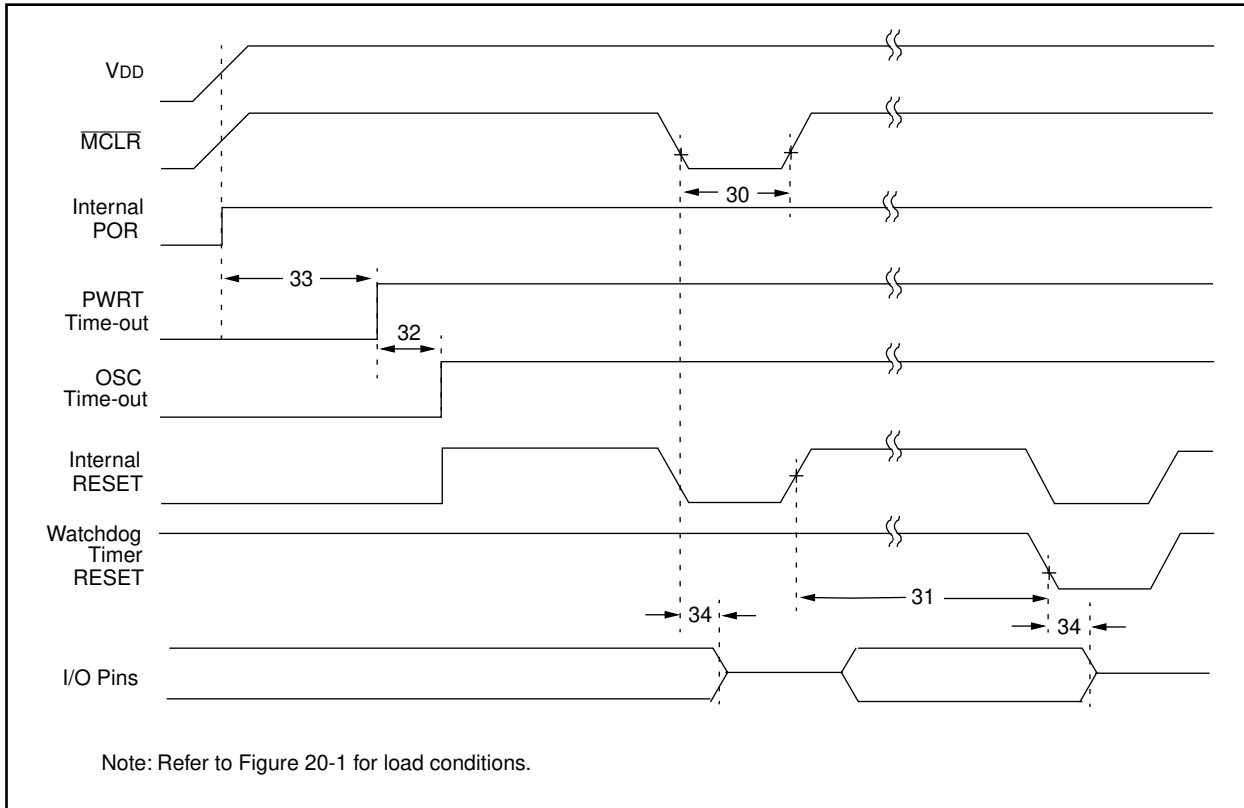 VDD
MCLR
30
Internal
POR
33
PWRT
Time-out
32
OSC
Time-out
Internal
RESET
Watchdog
Timer
RESET
31
34
34
I/O Pins
Note: Refer to Figure 20-1 for load conditions.